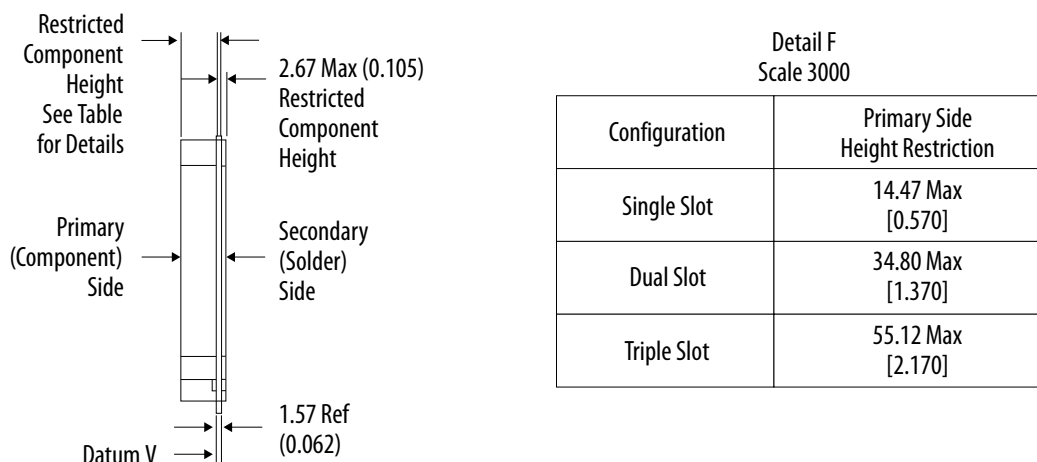 Restricted
Component
Height
See Table
for Details
2.67 Max (0.105)
Restricted
Component
Height
Primary
(Component)
Side
Secondary
(Solder)
Side
1.57 Ref
(0.062)
Datum V
Detail F
Scale 3000
Configuration
Primary Side
Height Restriction
Single Slot
14.47 Max
[0.570]
Dual Slot
34.80 Max
[1.370]
Triple Slot
55.12 Max
[2.170]